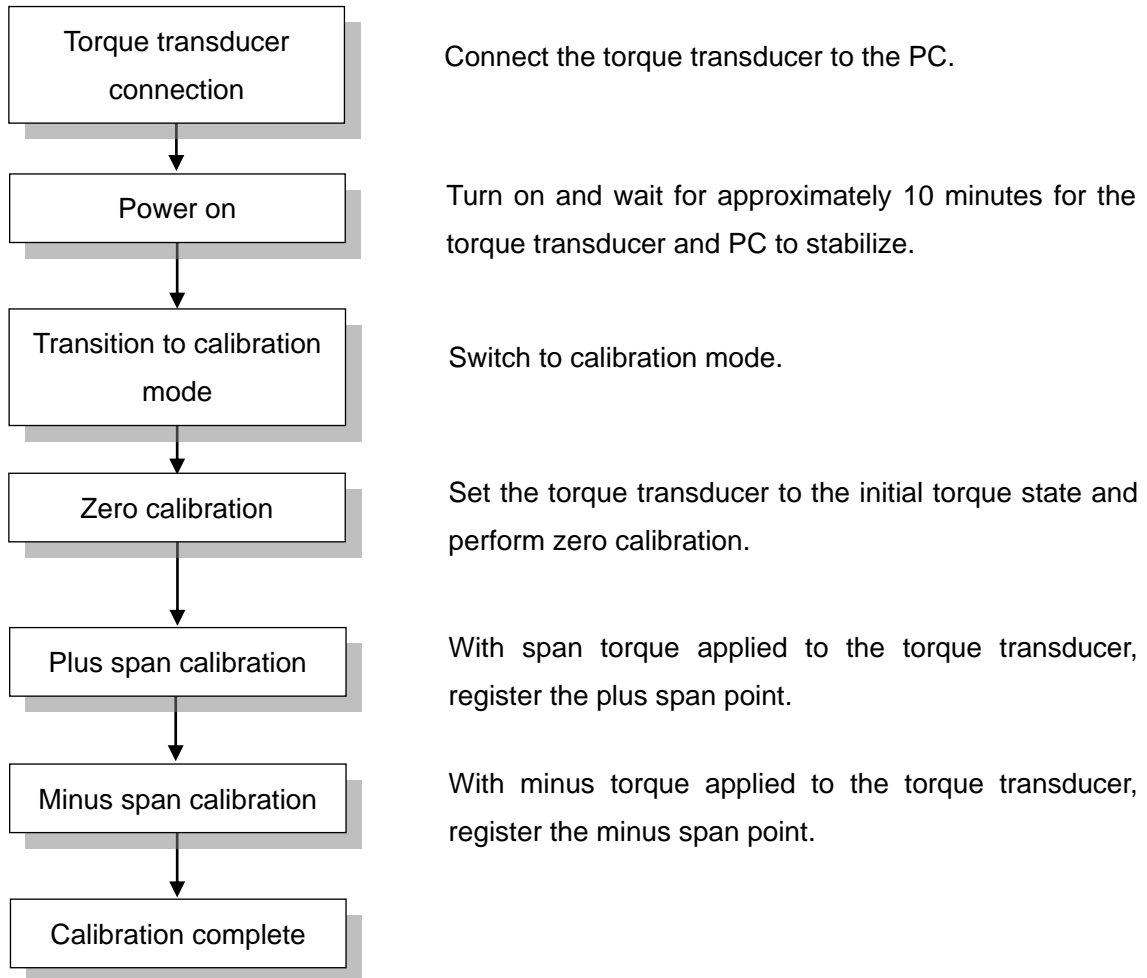 Torque transducer
connection
Connect the torque transducer to the PC.
Power on
Turn on and wait for approximately 10 minutes for the
torque transducer and PC to stabilize.
Transition to calibration
mode
Switch to calibration mode.
Zero calibration
Set the torque transducer to the initial torque state and
perform zero calibration.
Plus span calibration
With span torque applied to the torque transducer,
register the plus span point.
Minus span calibration
With minus torque applied to the torque transducer,
register the minus span point.
Calibration complete